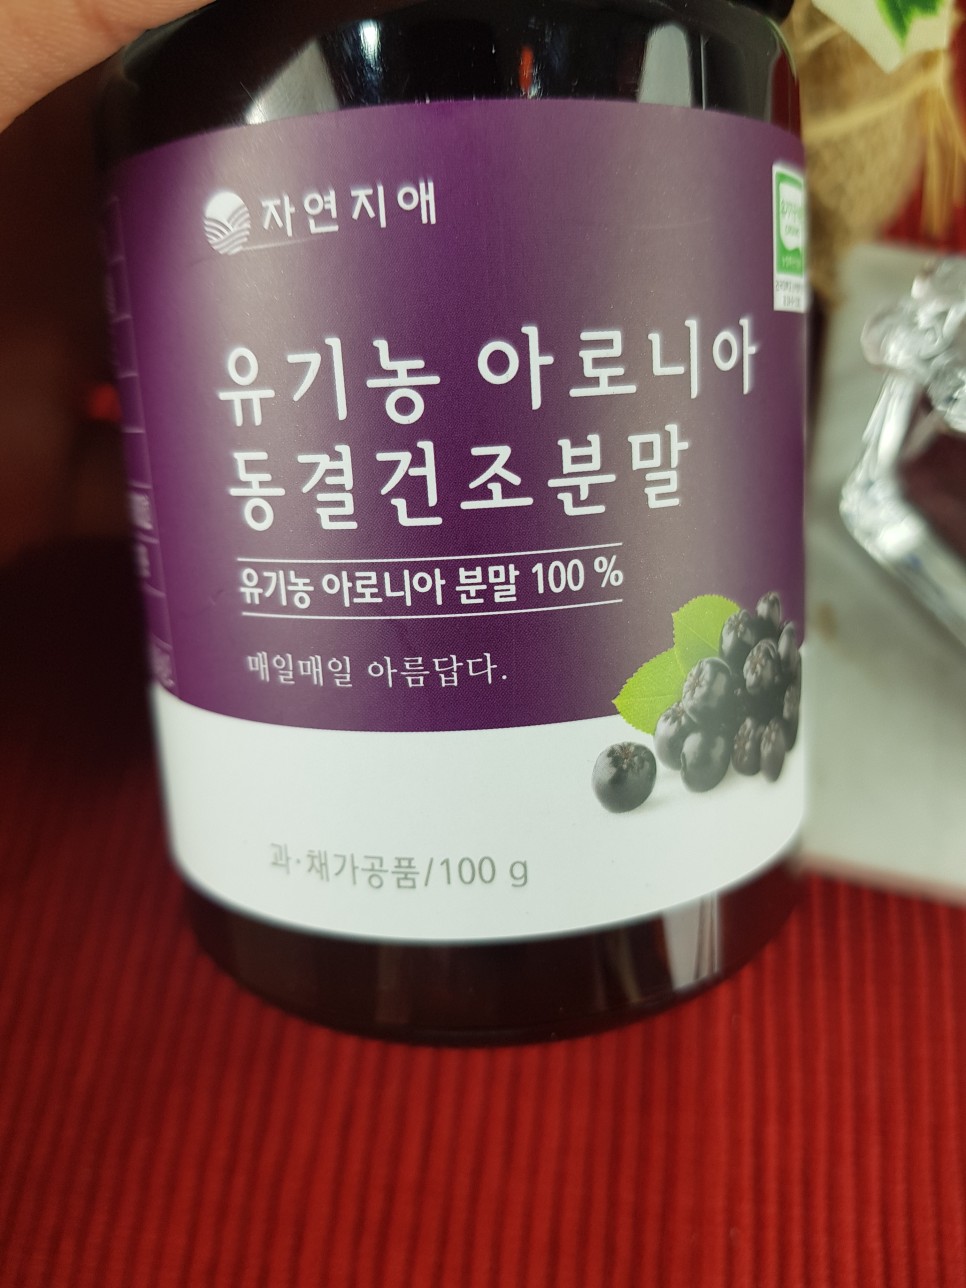 자연지애
유기농 아로니아
동결건조분말
유기농 아로니아 분말 100 %
매일매일 아름답다.
과·채가공품/100 g